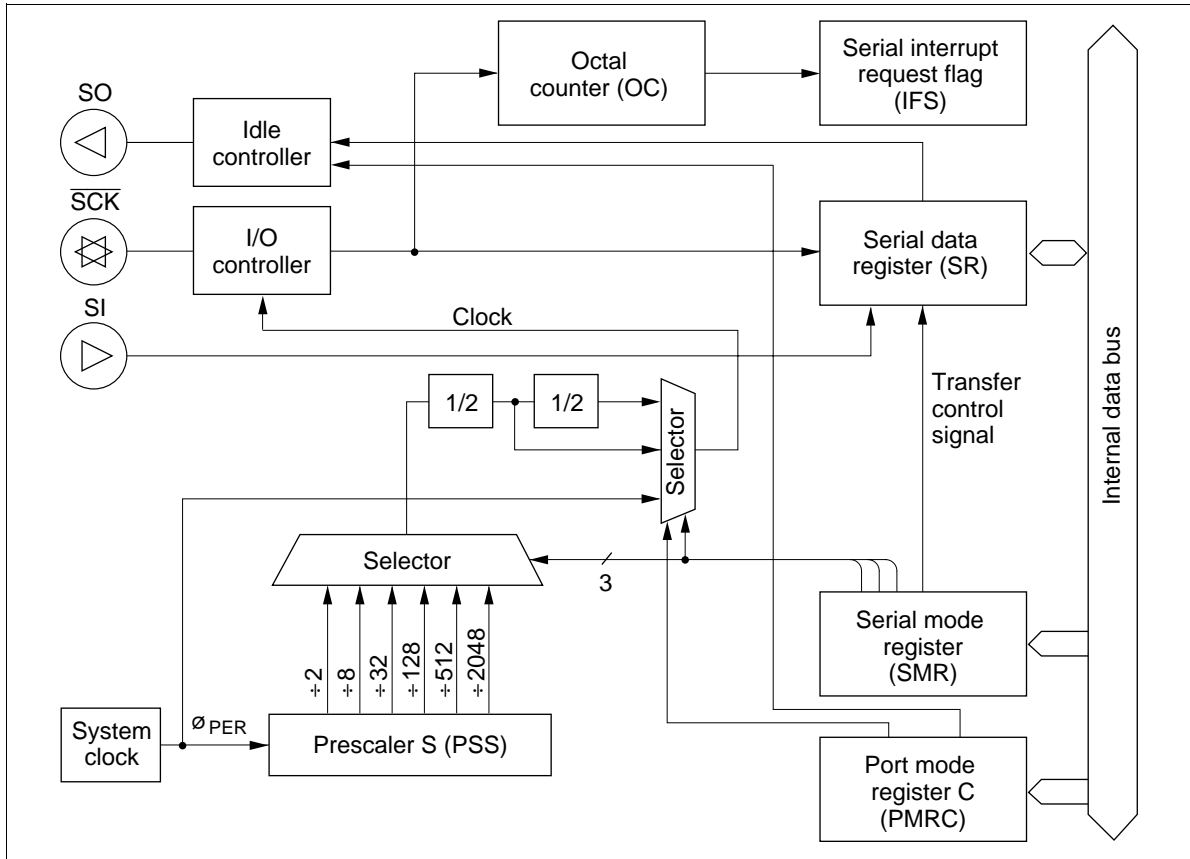 Octal
counter (OC)
Serial interrupt
request flag
(IFS)
SO
Idle
controller
SCK
I/O
controller
Serial data
register (SR)
SI
Clock
Transfer
control
signal
1/2
1/2
Selector
Internal data bus
Selector
3
÷2
÷8
÷32
÷128
÷512
÷2048
Serial mode
register
(SMR)
System
clock
ø PER
Prescaler S (PSS)
Port mode
register C
(PMRC)